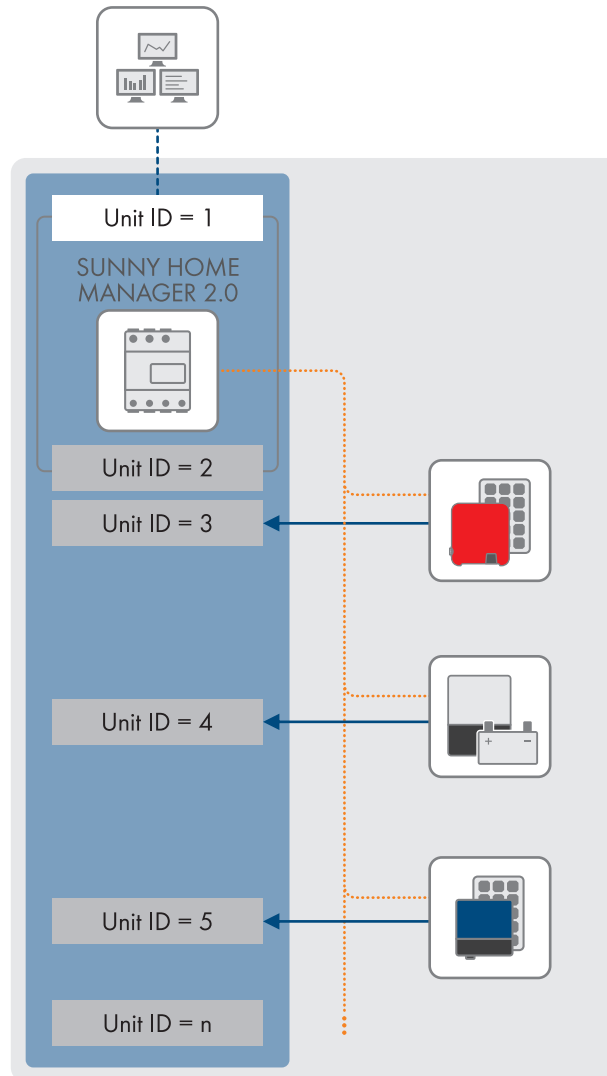 Unit ID = 1
SUNNY HOME
MANAGER 2.0
Unit ID = 2
Unit ID = 3
Unit ID = 4
+ −
Unit ID = 5
Unit ID = n